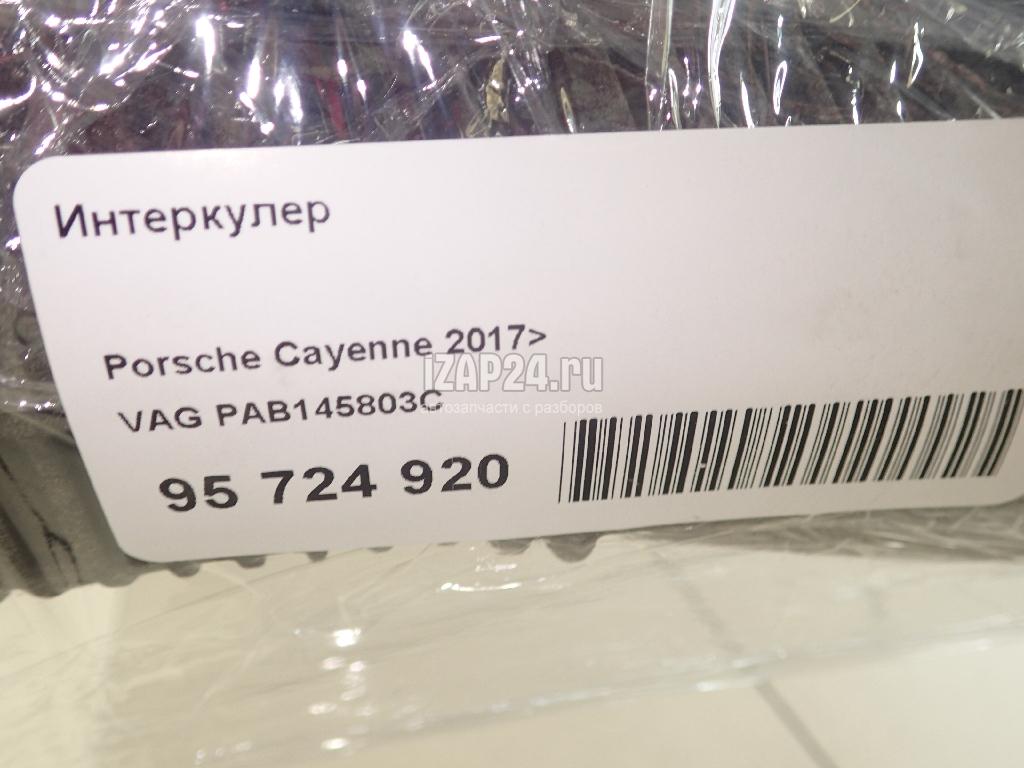 Интеркулер
Porsche Cayenne 2017>
iZAP24.ru
VAG PAB145803C
автозапчасти с разборов
95 724 920